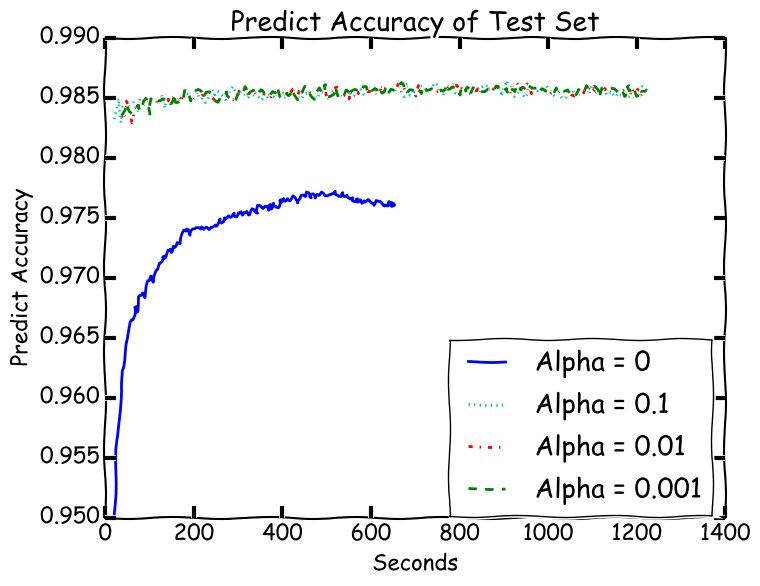 Predict Accuracy of Test Set
0.990
0.985
0.980
0.975
0.970
0.965
0.960
0.955
0.950
Predict Accuracy
Alpha = 0
Alpha = 0.1
Alpha = 0.01
Alpha = 0.001
0 200 400 600 800 1000 1200 1400
Seconds